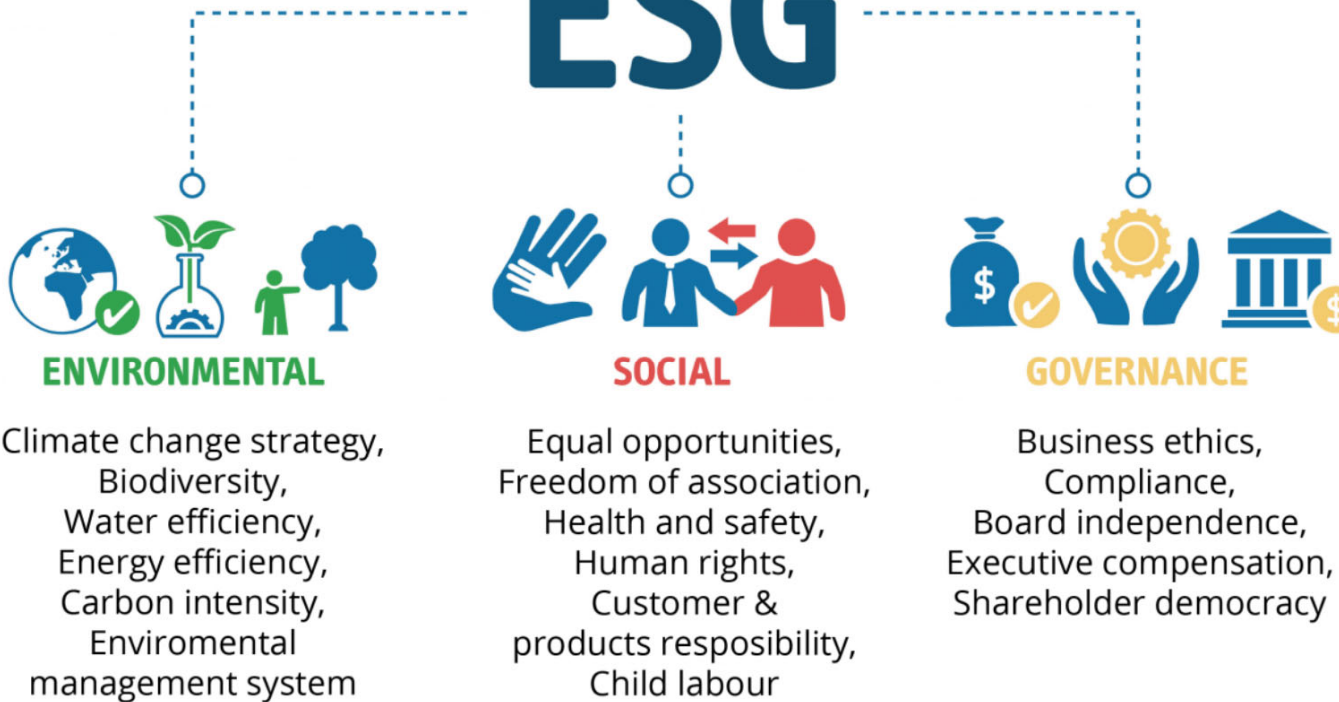 ESG
ENVIRONMENTAL
Climate change strategy,
Biodiversity,
Water efficiency,
Energy efficiency,
Carbon intensity,
Enviromental
management system
SOCIAL
Equal opportunities,
Freedom of association,
Health and safety,
Human rights,
Customer &
products resposibility,
Child labour
$
$
GOVERNANCE
Business ethics,
Compliance,
Board independence,
Executive compensation,
Shareholder democracy